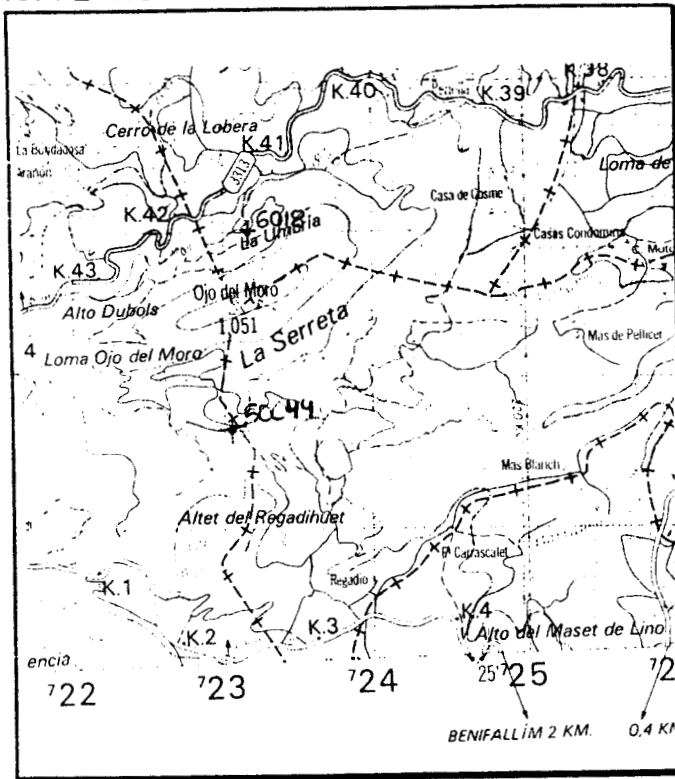 K.40
K.39
K.38
Cerro de la Lobera
K.41
3313
Casa de Cosme
Loma de
K.42
6018
La Umbria
Casas Condomina
K.43
Ojo del Moro
Alto Dubols
1.051
La Serreta
4
Loma Ojo del Moro
Mas de Pellicer
SCC 44
Mas Blanch
Altet del Regadihuet
El Carrascalet
Regadio
K.1
K.2
K.3
K.4
Alto del Maset de Lino
encia
722
723
724
25'
725
72
BENIFALLIM 2 KM.
0,4 KM